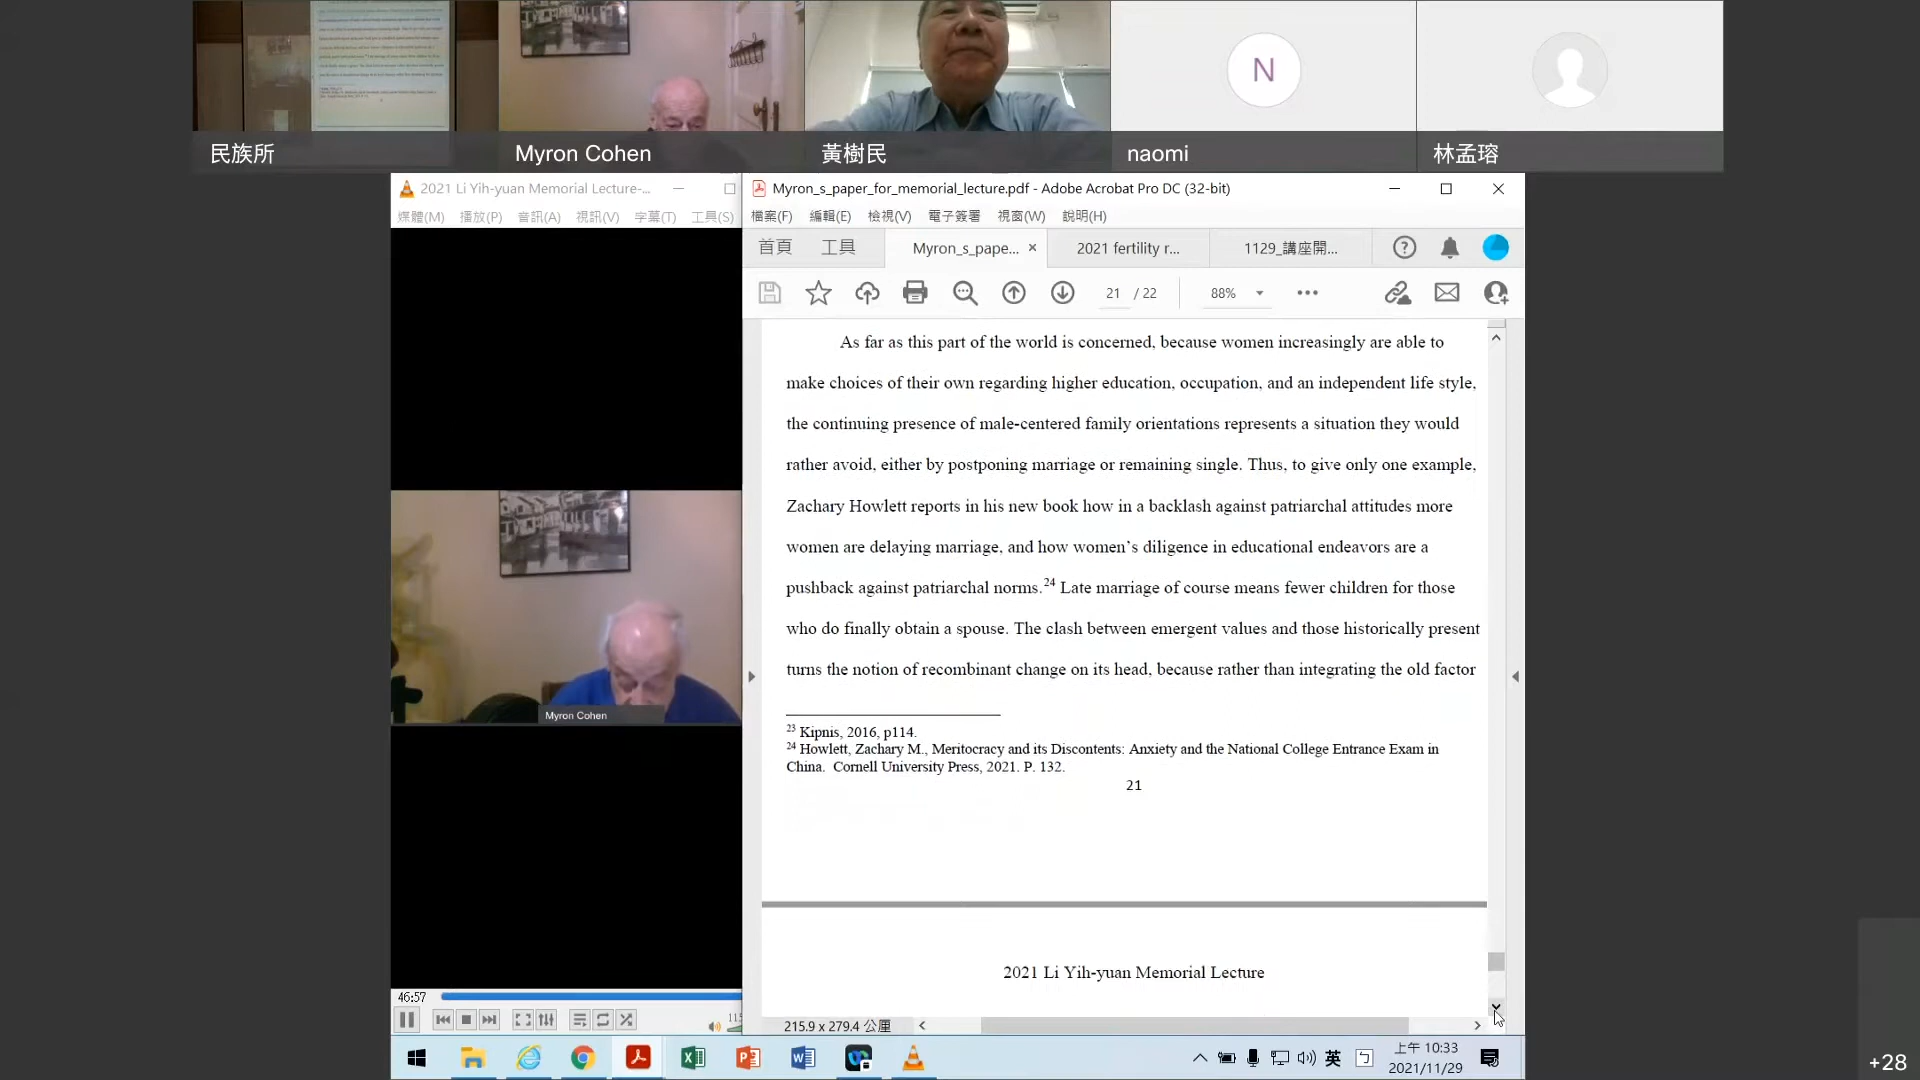 民族所
Myron Cohen
黃樹民
N
naomi
林孟瑢
2021 Li Yih-yuan Memorial Lecture-...
媒體(M) 播放(P) 音訊(A) 視訊(V) 字幕(T) 工具(S)
Myron_s_paper_for_memorial_lecture.pdf - Adobe Acrobat Pro DC (32-bit)
檔案(F) 編輯(E) 檢視(V) 電子簽署 視窗(W) 說明(H)
首頁 工具 Myron_s_pape... × 2021 fertility r... 1129_講座開...
21 / 22 88%
As far as this part of the world is concerned, because women increasingly are able to
make choices of their own regarding higher education, occupation, and an independent life style,
the continuing presence of male-centered family orientations represents a situation they would
rather avoid, either by postponing marriage or remaining single. Thus, to give only one example,
Zachary Howlett reports in his new book how in a backlash against patriarchal attitudes more
women are delaying marriage, and how women's diligence in educational endeavors are a
pushback against patriarchal norms.24 Late marriage of course means fewer children for those
who do finally obtain a spouse. The clash between emergent values and those historically present
turns the notion of recombinant change on its head, because rather than integrating the old factor
23 Kipnis, 2016, p114.
24 Howlett, Zachary M., Meritocracy and its Discontents: Anxiety and the National College Entrance Exam in
China. Cornell University Press, 2021. P. 132.
21
2021 Li Yih-yuan Memorial Lecture
215.9 x 279.4 公厘
Myron Cohen
46:57
英
上午 10:33
2021/11/29
+28